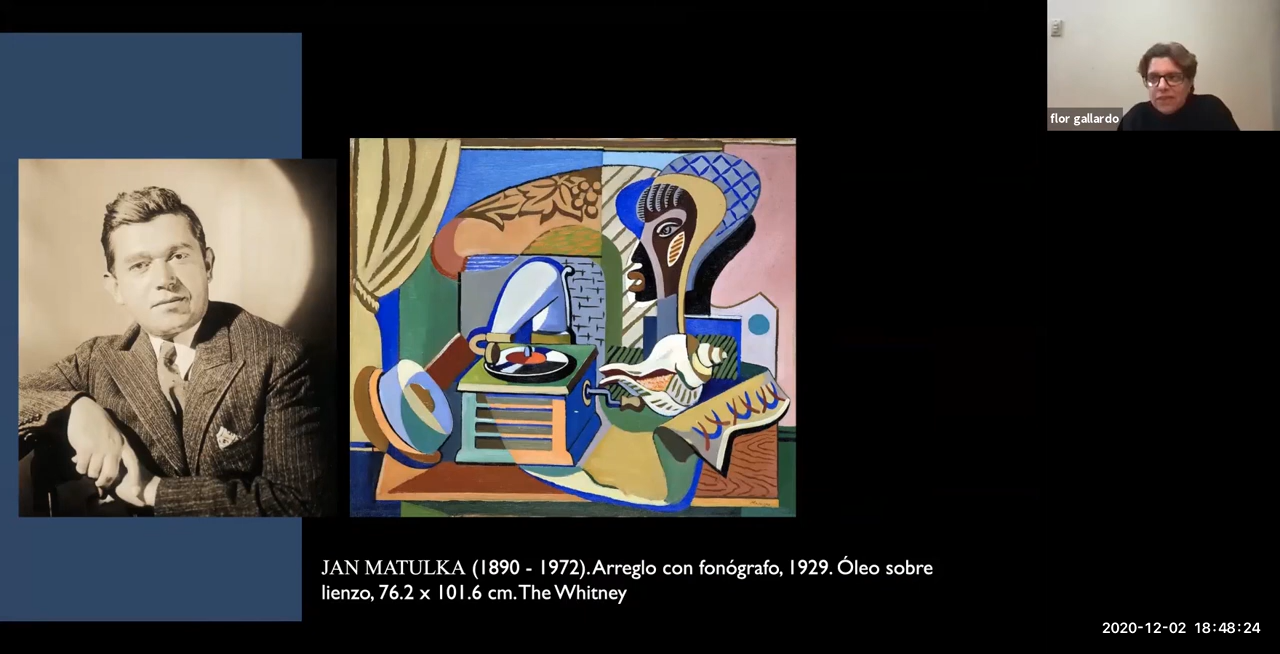 flor gallardo
JAN MATULKA (1890 - 1972). Arreglo con fonógrafo, 1929. Óleo sobre
lienzo, 76.2 x 101.6 cm. The Whitney
2020-12-02 18:48:24